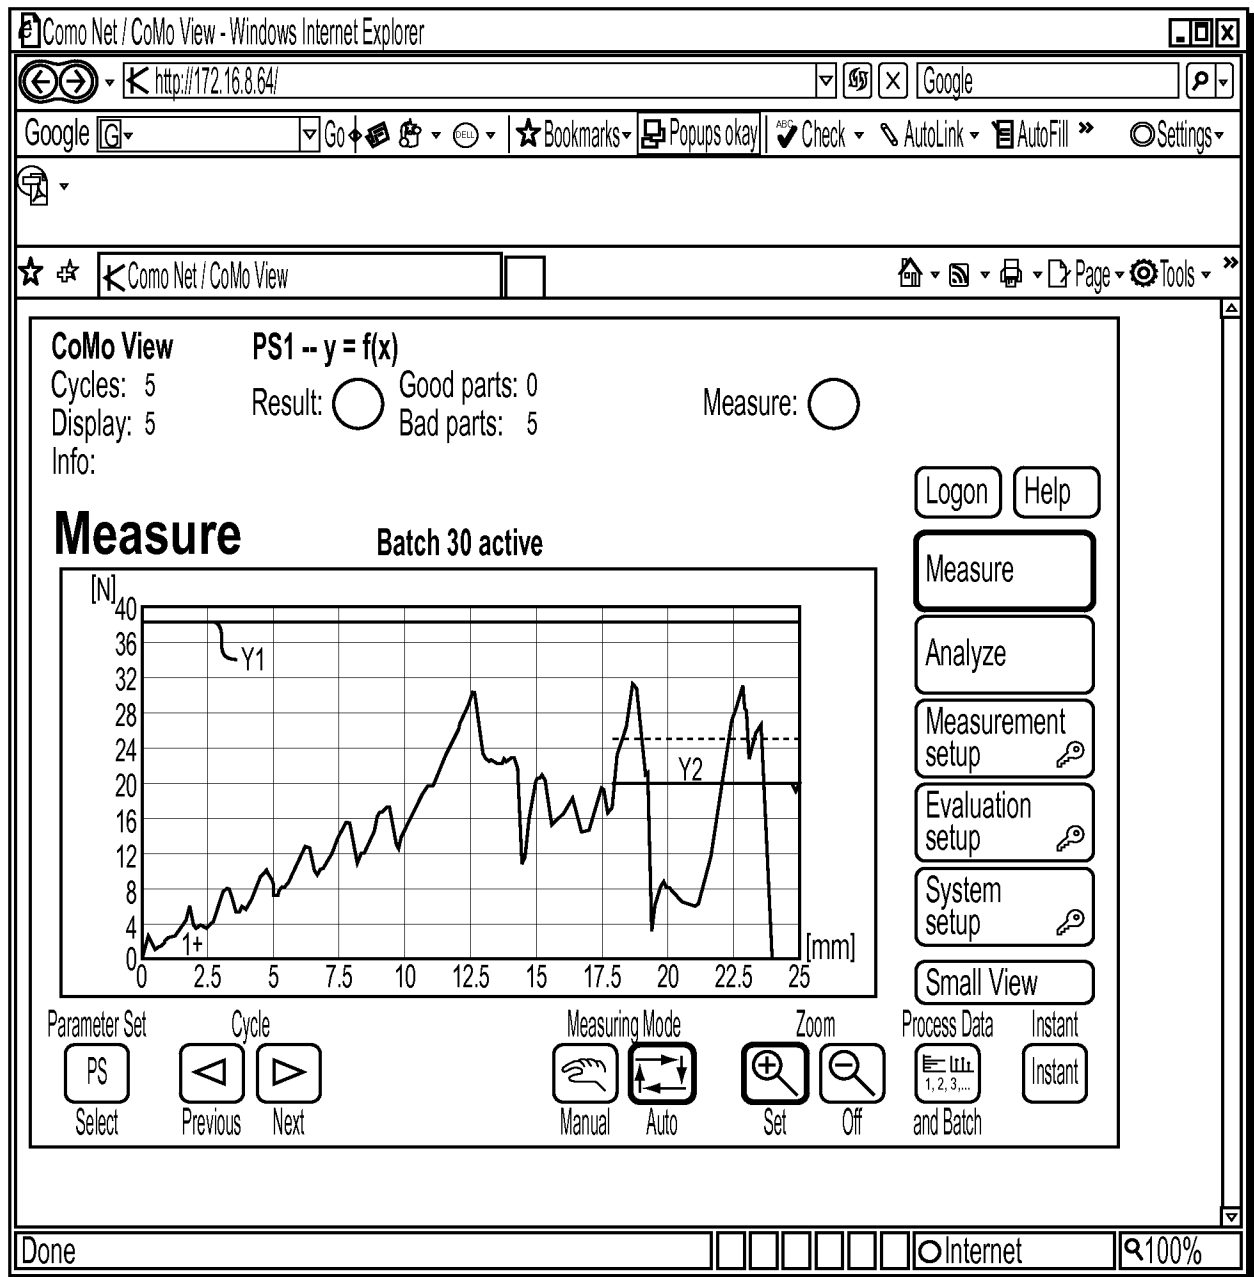 Como Net / CoMo View - Windows Internet Explorer
http://172.16.8.64/ Google
Google G Go DELL Bookmarks Popups okay ABC Check AutoLink AutoFill » Settings
Como Net / CoMo View Page Tools »
CoMo View PS1 -- y = f(x)
Cycles: 5 Result: Good parts: 0 Measure:
Display: 5 Bad parts: 5
Info:
Logon Help
Measure Batch 30 active
Measure
[N]
40
36
Y1
Analyze
32
28
Measurement
setup
24
Y2
20
Evaluation
setup
16
12
8
System
setup
4
1+
0
[mm]
0 2.5 5 7.5 10 12.5 15 17.5 20 22.5 25
Small View
Parameter Set Cycle Measuring Mode Zoom Process Data Instant
PS 1, 2, 3,... Instant
Select Previous Next Manual Auto Set Off and Batch
Done Internet 100%